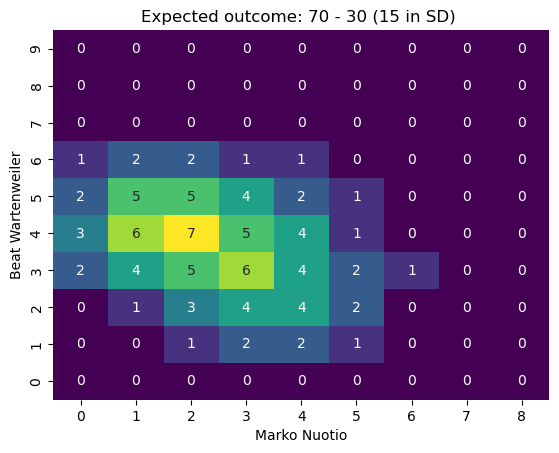 Expected outcome: 70 - 30 (15 in SD)
9 0 0 0 0 0 0 0 0 0
8 0 0 0 0 0 0 0 0 0
7 0 0 0 0 0 0 0 0 0
6 1 2 2 1 1 0 0 0 0
5 2 5 5 4 2 1 0 0 0
4 3 6 7 5 4 1 0 0 0
3 2 4 5 6 4 2 1 0 0
2 0 1 3 4 4 2 0 0 0
1 0 0 1 2 2 1 0 0 0
0 0 0 0 0 0 0 0 0 0
0 1 2 3 4 5 6 7 8
Beat Wartenweiler
Marko Nuotio